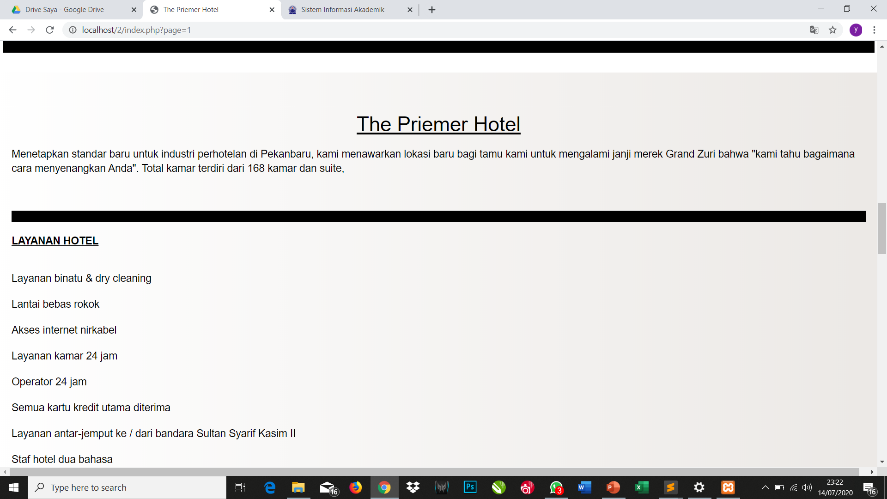 Drive Saya - Google Drive
The Priemer Hotel
Sistem Informasi Akademik
localhost/2/index.php?page=1
The Priemer Hotel
Menetapkan standar baru untuk industri perhotelan di Pekanbaru, kami menawarkan lokasi baru bagi tamu kami untuk mengalami janji merek Grand Zuri bahwa "kami tahu bagaimana
cara menyenangkan Anda". Total kamar terdiri dari 168 kamar dan suite,
LAYANAN HOTEL
Layanan binatu & dry cleaning
Lantai bebas rokok
Akses internet nirkabel
Layanan kamar 24 jam
Operator 24 jam
Semua kartu kredit utama diterima
Layanan antar-jemput ke / dari bandara Sultan Syarif Kasim II
Staf hotel dua bahasa
Type here to search
16
3
23:22
14/07/2020
16